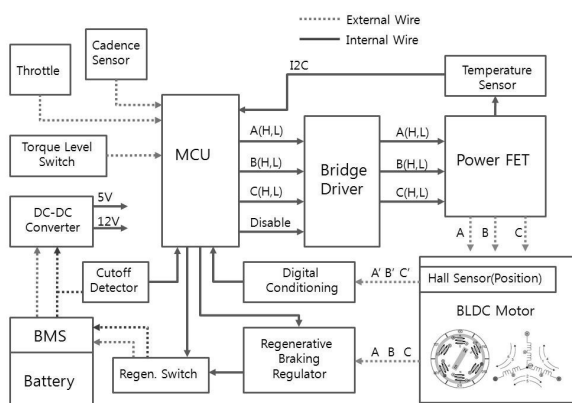 External Wire
Internal Wire
Cadence
Sensor
Throttle
I2C
Temperature
Sensor
Torque Level
Switch
MCU
A(H,L)
B(H,L)
C(H,L)
Disable
Bridge
Driver
A(H,L)
B(H,L)
C(H,L)
Power FET
DC-DC
Converter
5V
12V
A
B
C
Cutoff
Detector
Digital
Conditioning
A' B' C'
Hall Sensor(Position)
BLDC Motor
BMS
Battery
Regen. Switch
Regenerative
Braking
Regulator
A B C